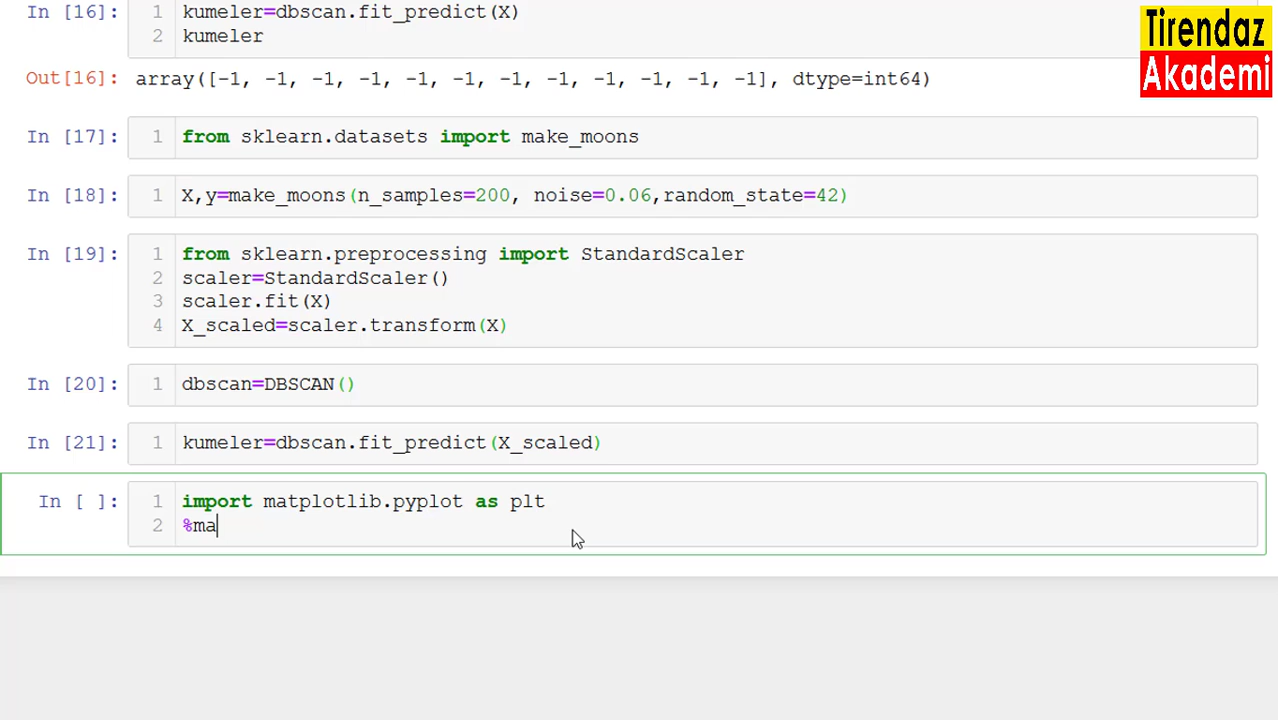 In [16]:
1 kumeler=dbscan.fit_predict(X)
2 kumeler
Out[16]: array([-1, -1, -1, -1, -1, -1, -1, -1, -1, -1, -1, -1], dtype=int64)
In [17]:
1 from sklearn.datasets import make_moons
In [18]:
1 X,y=make_moons(n_samples=200, noise=0.06,random_state=42)
In [19]:
1 from sklearn.preprocessing import StandardScaler
2 scaler=StandardScaler()
3 scaler.fit(X)
4 X_scaled=scaler.transform(X)
In [20]:
1 dbscan=DBSCAN()
In [21]:
1 kumeler=dbscan.fit_predict(X_scaled)
In [ ]:
1 import matplotlib.pyplot as plt
2 %ma
Tirendaz
Akademi